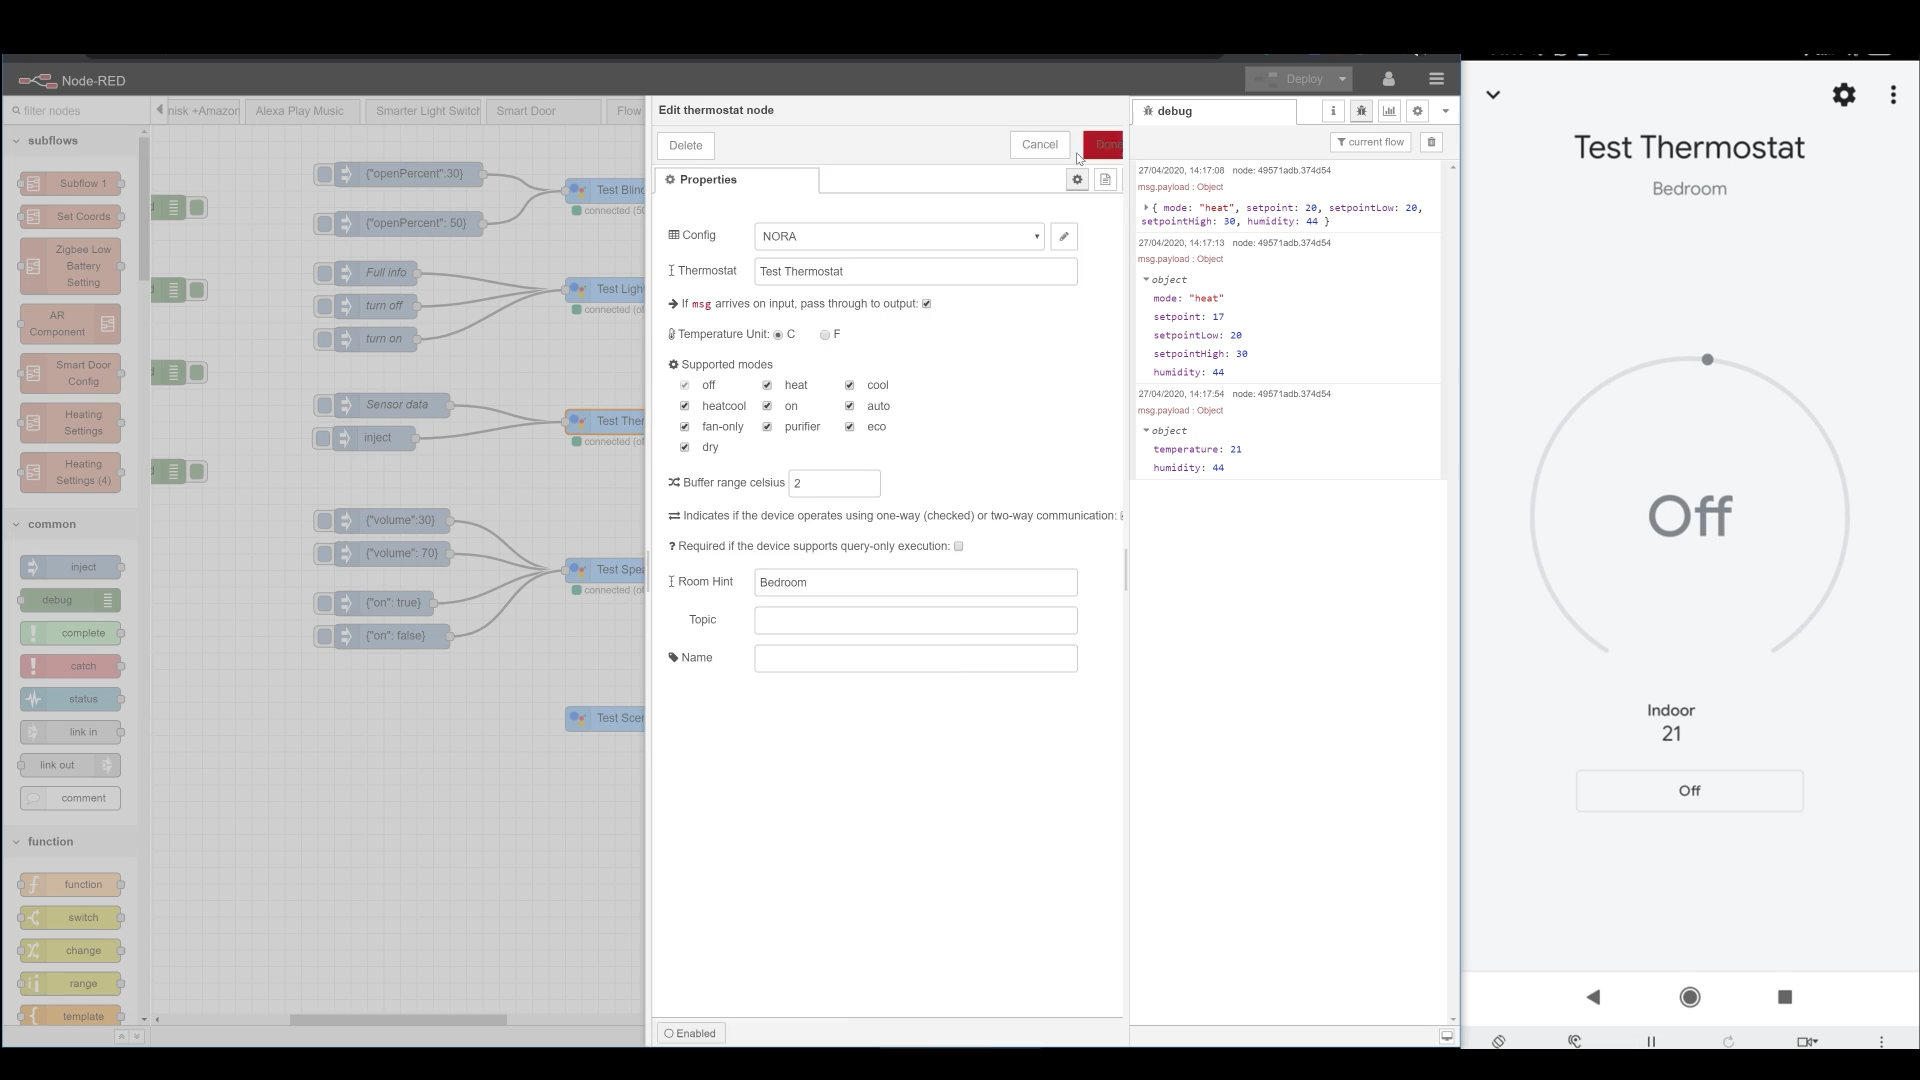 Node-RED
Deploy
filter nodes
nisk +Amazon
Alexa Play Music
Smarter Light Switch
Smart Door
Flow
subflows
Subflow 1
Set Coords
Zigbee Low
Battery
Setting
AR
Component
Smart Door
Config
Heating
Settings
Heating
Settings (4)
common
inject
debug
complete
catch
status
link in
link out
comment
function
function
switch
change
range
template
{"openPercent":30}
{"openPercent": 50}
Test Blind
connected (50
Full info
turn off
turn on
Test Ligh
connected (of
Sensor data
inject
Test Ther
connected (of
{"volume":30}
{"volume": 70}
{"on": true}
{"on": false}
Test Spea
connected (of
Test Scen
Edit thermostat node
Delete
Cancel
Done
Properties
Config
NORA
Thermostat
Test Thermostat
If msg arrives on input, pass through to output:
Temperature Unit: C F
Supported modes
off heat cool
heatcool on auto
fan-only purifier eco
dry
Buffer range celsius 2
Indicates if the device operates using one-way (checked) or two-way communication:
? Required if the device supports query-only execution:
Room Hint
Bedroom
Topic
Name
Enabled
debug
current flow
27/04/2020, 14:17:08 node: 49571adb.374d54
msg.payload : Object
{ mode: "heat", setpoint: 20, setpointLow: 20,
setpointHigh: 30, humidity: 44 }
27/04/2020, 14:17:13 node: 49571adb.374d54
msg.payload : Object
object
mode: "heat"
setpoint: 17
setpointLow: 20
setpointHigh: 30
humidity: 44
27/04/2020, 14:17:54 node: 49571adb.374d54
msg.payload : Object
object
temperature: 21
humidity: 44
Test Thermostat
Bedroom
Off
Indoor
21
Off